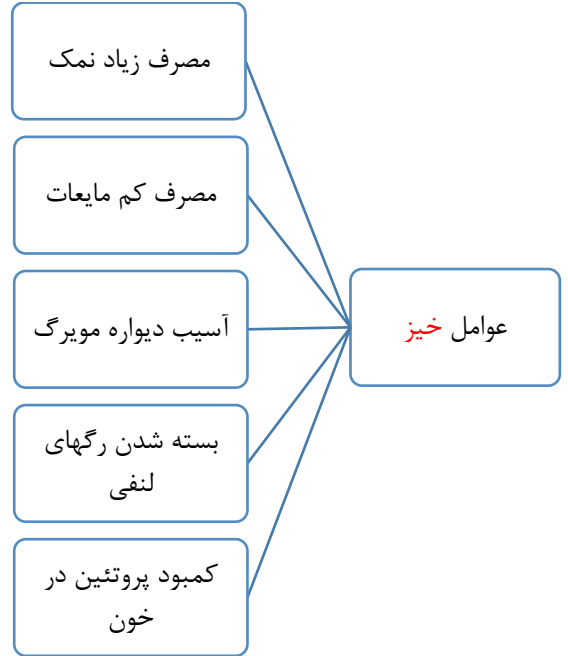 عوامل خیز
مصرف زیاد نمک
مصرف کم مایعات
آسیب دیواره مویرگ
بسته شدن رگهای
لنفی
کمبود پروتئین در
خون